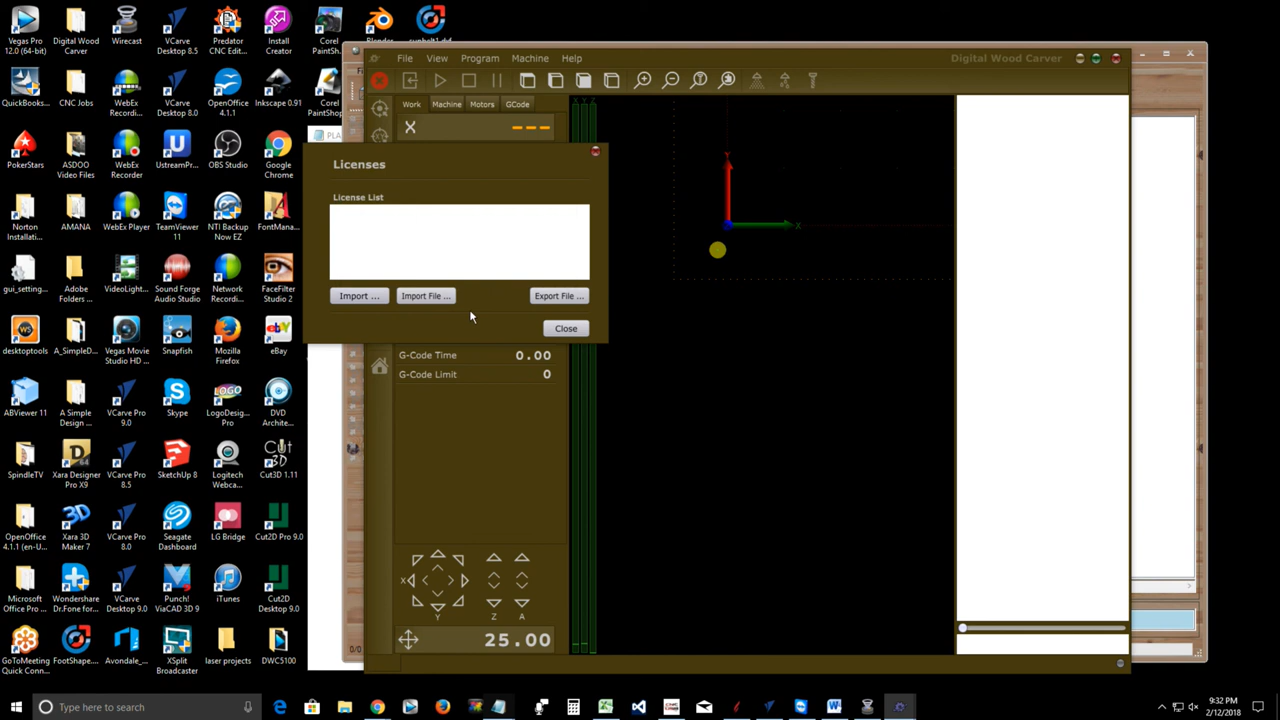 Vegas Pro
12.0 (64-bit)
Digital Wood
Carver
Wirecast
VCarve
Desktop 8.5
Predator
CNC Edit...
Install
Creator
Corel
PaintSh...
Blender
QuickBooks...
CNC Jobs
WebEx
Recordi...
VCarve
Desktop 8.0
OpenOffice
4.1.1
Inkscape 0.91
Corel
PaintShop
PokerStars
ASDOO
Video Files
WebEx
Recorder
UstreamPr...
OBS Studio
Google
Chrome
Norton
Installati...
AMANA
WebEx Player
TeamViewer
11
NTI Backup
Now EZ
FontMana...
gui_setting...
Adobe
Folders ...
VideoLight...
Sound Forge
Audio Studio
Network
Recordi...
FaceFilter
Studio 2
desktoptools
A_SimpleD...
Vegas Movie
Studio HD ...
Snapfish
Mozilla
Firefox
eBay
ABViewer 11
A Simple
Design ...
VCarve Pro
9.0
Skype
LogoDesig...
Pro
DVD
Archite...
SpindleTV
Xara Designer
Pro X9
VCarve Pro
8.5
SketchUp 8
Logitech
Webca...
Cut3D 1.11
OpenOffice
4.1.1 (en-U...
Xara 3D
Maker 7
VCarve Pro
8.0
Seagate
Dashboard
LG Bridge
Cut2D Pro 9.0
Microsoft
Office Pro ...
Wondershare
Dr.Fone for...
VCarve
Desktop 9.0
Punch!
ViaCAD 3D 9
iTunes
Cut2D
Desktop 9.0
GoToMeeting
Quick Conn...
FootShape....
Avondale_...
XSplit
Broadcaster
laser projects
DWC5100
PLA
File View Program Machine Help
Digital Wood Carver
Work Machine Motors GCode
X ---
X Y Z
Y
X
Licenses
License List
Import ... Import File ... Export File ...
Close
G-Code Time 0.00
G-Code Limit 0
X
Y
Z
A
25.00
0/0
Type here to search
9:32 PM
2/12/2018